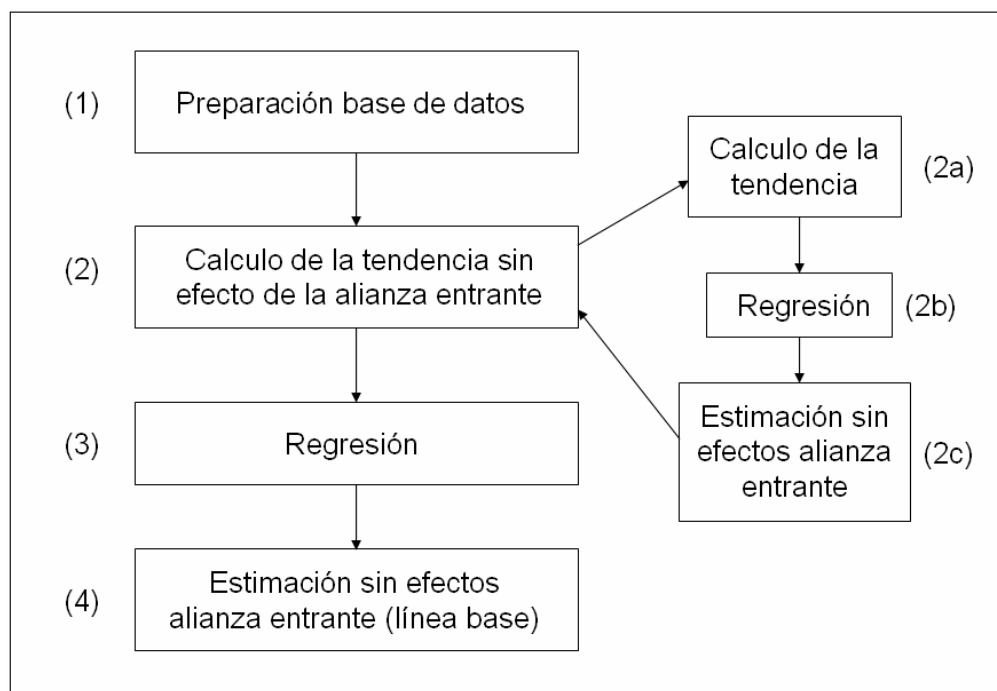 (1)
Preparación base de datos
(2)
Calculo de la tendencia sin
efecto de la alianza entrante
Calculo de la
tendencia
(2a)
Regresión
(2b)
Estimación sin
efectos alianza
entrante
(2c)
(3)
Regresión
(4)
Estimación sin efectos
alianza entrante (línea base)